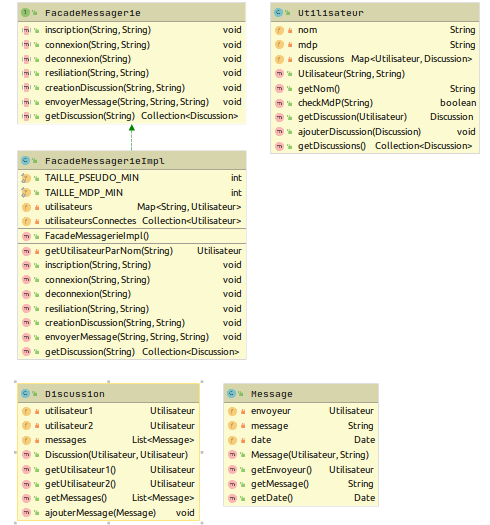 FacadeMessagerie
inscription(String, String) void
connexion(String, String) void
deconnexion(String) void
resiliation(String, String) void
creationDiscussion(String, String) void
envoyerMessage(String, String, String) void
getDiscussion(String) Collection<Discussion>
Utilisateur
nom String
mdp String
discussions Map<Utilisateur, Discussion>
Utilisateur(String, String)
getNom() String
checkMdP(String) boolean
getDiscussion(Utilisateur) Discussion
ajouterDiscussion(Discussion) void
getDiscussions() Collection<Discussion>
FacadeMessagerieImpl
TAILLE_PSEUDO_MIN int
TAILLE_MDP_MIN int
utilisateurs Map<String, Utilisateur>
utilisateursConnectes Collection<Utilisateur>
FacadeMessagerieImpl()
getUtilisateurParNom(String) Utilisateur
inscription(String, String) void
connexion(String, String) void
deconnexion(String) void
resiliation(String, String) void
creationDiscussion(String, String) void
envoyerMessage(String, String, String) void
getDiscussion(String) Collection<Discussion>
Discussion
utilisateur1 Utilisateur
utilisateur2 Utilisateur
messages List<Message>
Discussion(Utilisateur, Utilisateur)
getUtilisateur1() Utilisateur
getUtilisateur2() Utilisateur
getMessages() List<Message>
ajouterMessage(Message) void
Message
envoyeur Utilisateur
message String
date Date
Message(Utilisateur, String)
getEnvoyeur() Utilisateur
getMessage() String
getDate() Date